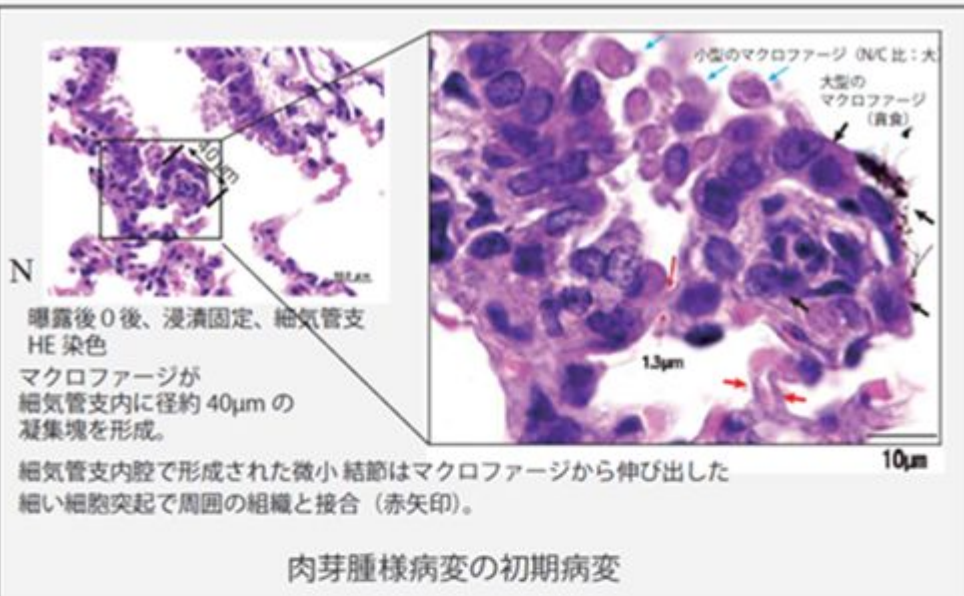 小型のマクロファージ（N/C 比：大）
大型の
マクロファージ
（貪食）
40μm
10.0 μm
N
1.3μm
10μm
曝露後０後、浸漬固定、細気管支
HE 染色
マクロファージが
細気管支内に径約 40μm の
凝集塊を形成。
細気管支内腔で形成された微小 結節はマクロファージから伸び出した
細い細胞突起で周囲の組織と接合（赤矢印）。
肉芽腫様病変の初期病変